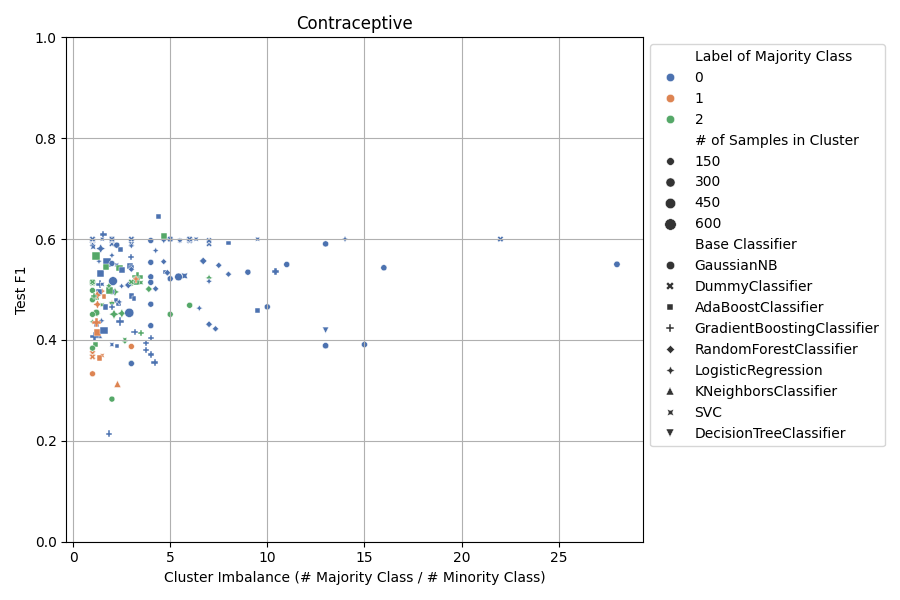 Contraceptive
Test F1
1.0
0.8
0.6
0.4
0.2
0.0
0
5
10
15
20
25
Cluster Imbalance (# Majority Class / # Minority Class)
Label of Majority Class
0
1
2
# of Samples in Cluster
150
300
450
600
Base Classifier
GaussianNB
DummyClassifier
AdaBoostClassifier
GradientBoostingClassifier
RandomForestClassifier
LogisticRegression
KNeighborsClassifier
SVC
DecisionTreeClassifier